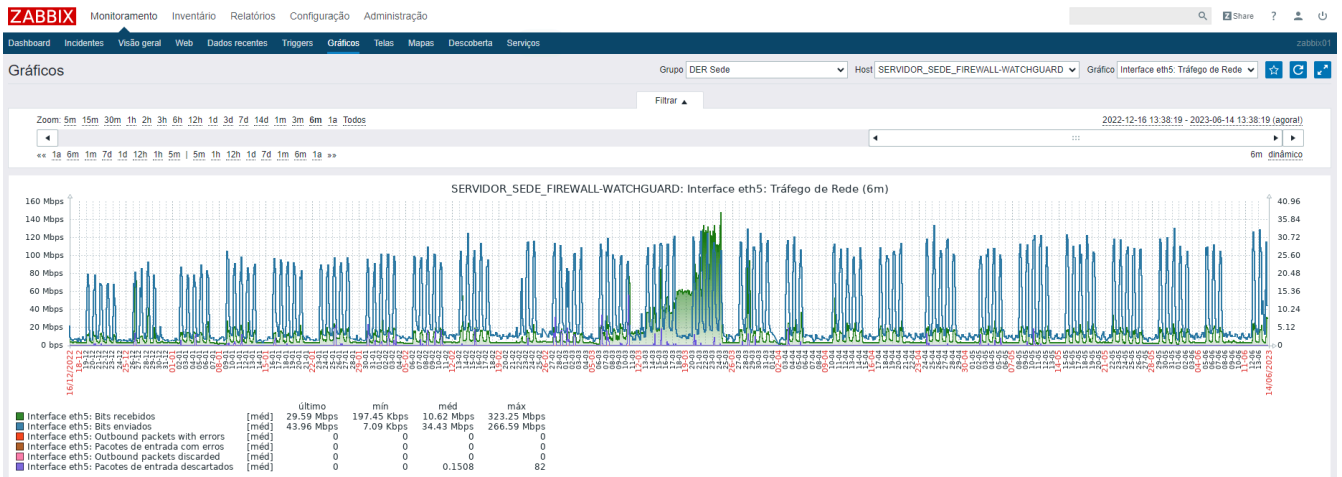 ZABBIX Monitoramento Inventário Relatórios Configuração Administração Share ?
Dashboard Incidentes Visão geral Web Dados recentes Triggers Gráficos Telas Mapas Descoberta Serviços zabbix01
Gráficos Grupo DER Sede Host SERVIDOR_SEDE_FIREWALL-WATCHGUARD Gráfico Interface eth5: Tráfego de Rede
Filtrar ▲
Zoom: 5m 15m 30m 1h 2h 3h 6h 12h 1d 3d 7d 14d 1m 3m 6m 1a Todos 2022-12-16 13:38:19 - 2023-06-14 13:38:19 (agora!)
«« 1a 6m 1m 7d 1d 12h 1h 5m | 5m 1h 12h 1d 7d 1m 6m 1a »» 6m dinâmico
SERVIDOR_SEDE_FIREWALL-WATCHGUARD: Interface eth5: Tráfego de Rede (6m)
160 Mbps 40.96
140 Mbps 35.84
120 Mbps 30.72
100 Mbps 25.60
80 Mbps 20.48
60 Mbps 15.36
40 Mbps 10.24
20 Mbps 5.12
0 bps 0
16/12/2022 14/06/2023
último mín méd máx
Interface eth5: Bits recebidos [méd] 29.59 Mbps 197.45 Kbps 10.62 Mbps 323.25 Mbps
Interface eth5: Bits enviados [méd] 43.96 Mbps 7.09 Kbps 34.43 Mbps 266.59 Mbps
Interface eth5: Outbound packets with errors [méd] 0 0 0 0
Interface eth5: Pacotes de entrada com erros [méd] 0 0 0 0
Interface eth5: Outbound packets discarded [méd] 0 0 0 0
Interface eth5: Pacotes de entrada descartados [méd] 0 0 0.1508 82